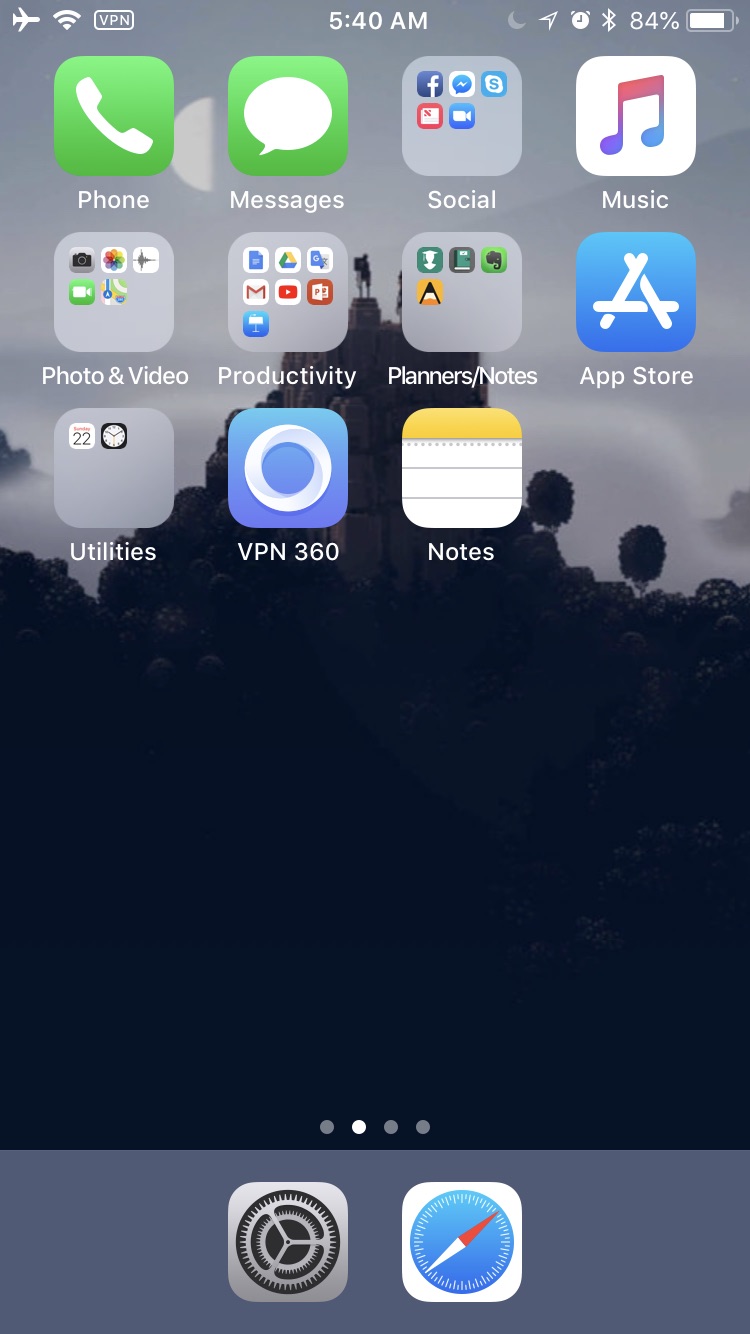 VPN 5:40 AM 84%
Phone Messages Social Music
Photo & Video Productivity Planners/Notes App Store
Sunday
22
Utilities VPN 360 Notes